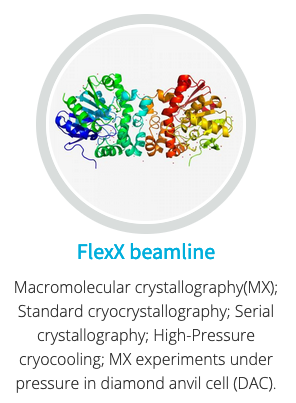 FlexX beamline
Macromolecular crystallography(MX);
Standard cryocrystallography; Serial
crystallography; High-Pressure
cryocooling; MX experiments under
pressure in diamond anvil cell (DAC).